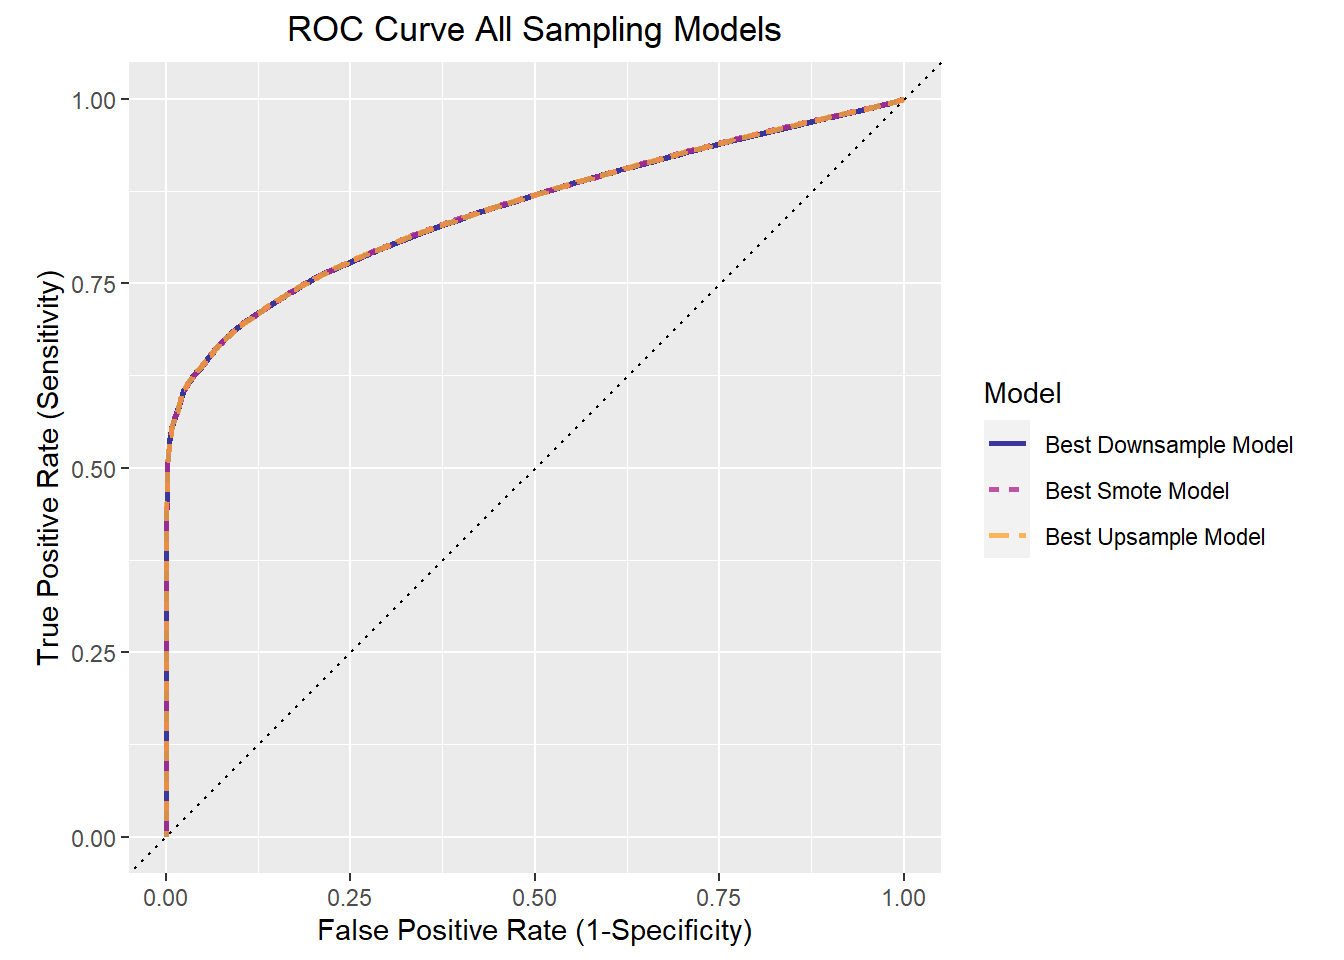 ROC Curve All Sampling Models
True Positive Rate (Sensitivity)
1.00
0.75
0.50
0.25
0.00
0.00 0.25 0.50 0.75 1.00
False Positive Rate (1-Specificity)
Model
Best Downsample Model
Best Smote Model
Best Upsample Model